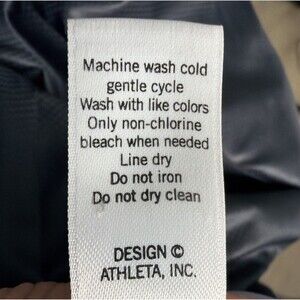 Machine wash cold
gentle cycle
Wash with like colors
Only non-chlorine
bleach when needed
Line dry
Do not iron
Do not dry clean
DESIGN ©
ATHLETA, INC.